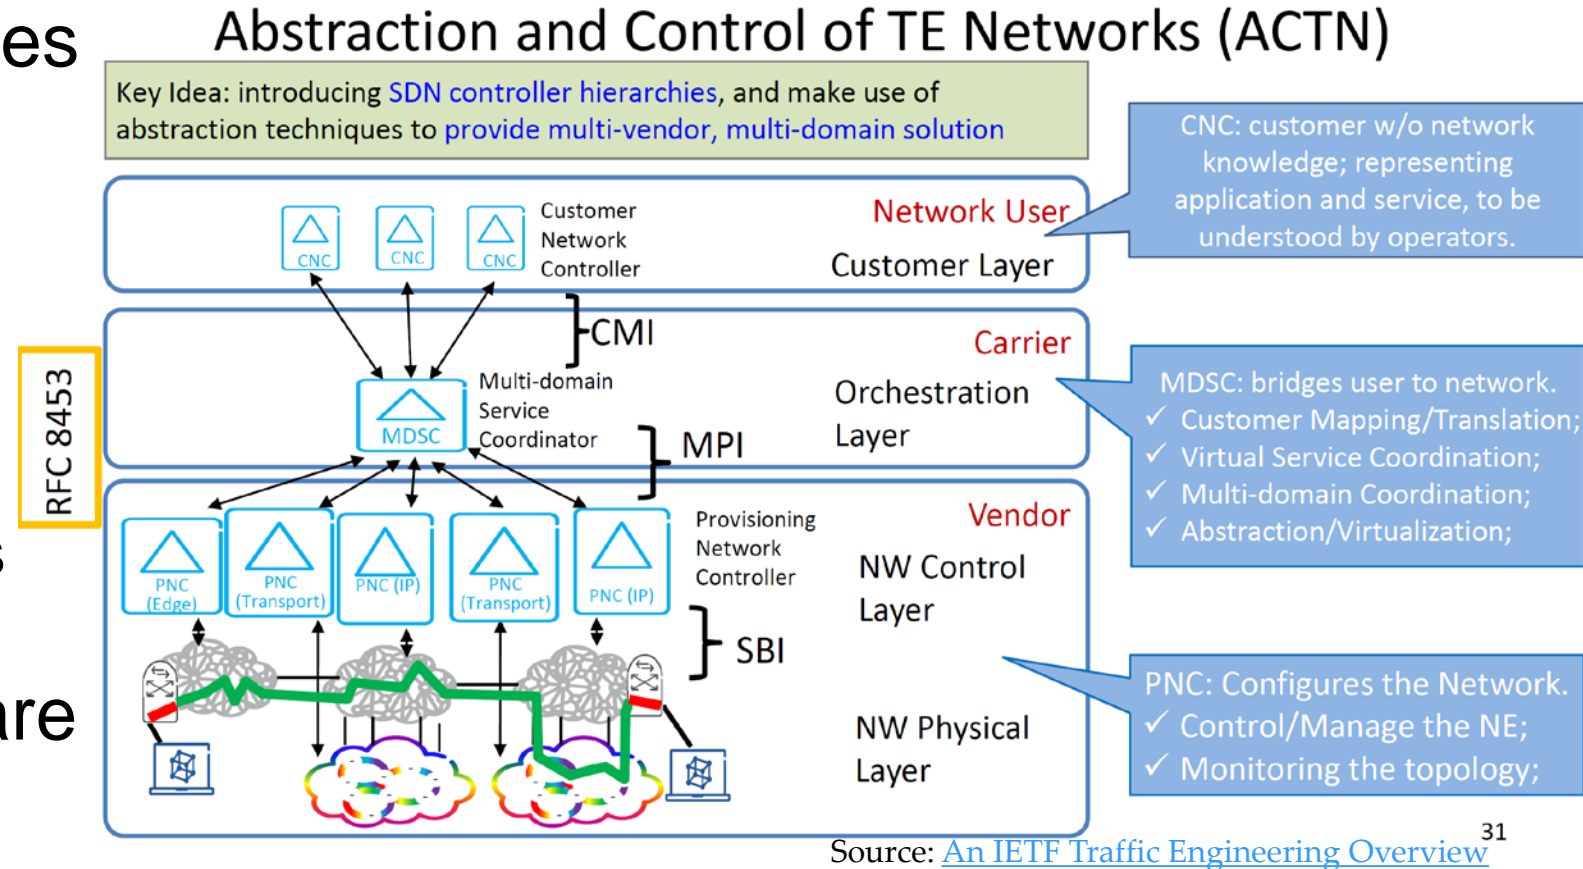 es
Abstraction and Control of TE Networks (ACTN)
Key Idea: introducing SDN controller hierarchies, and make use of
abstraction techniques to provide multi-vendor, multi-domain solution
CNC: customer w/o network
knowledge; representing
application and service, to be
understood by operators.
CNC
CNC
CNC
Customer
Network
Controller
Network User
Customer Layer
CMI
RFC 8453
MDSC
Multi-domain
Service
Coordinator
Carrier
Orchestration
Layer
MPI
MDSC: bridges user to network.
✓ Customer Mapping/Translation;
✓ Virtual Service Coordination;
✓ Multi-domain Coordination;
✓ Abstraction/Virtualization;
s
PNC
(Edge)
PNC
(Transport)
PNC (IP)
PNC
(Transport)
PNC (IP)
Provisioning
Network
Controller
Vendor
NW Control
Layer
SBI
are
NW Physical
Layer
PNC: Configures the Network.
✓ Control/Manage the NE;
✓ Monitoring the topology;
31
Source: An IETF Traffic Engineering Overview